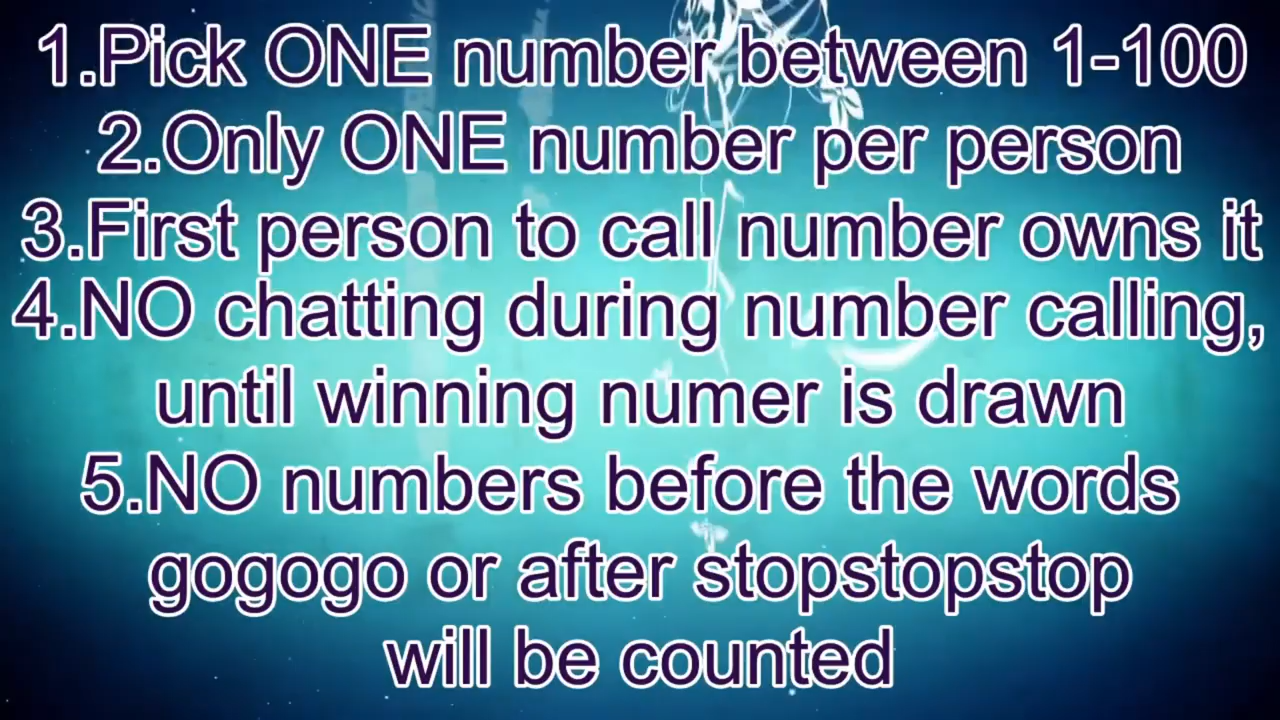 1.Pick ONE number between 1-100
2.Only ONE number per person
3.First person to call number owns it
4.NO chatting during number calling,
until winning numer is drawn
5.NO numbers before the words
gogogo or after stopstopstop
will be counted